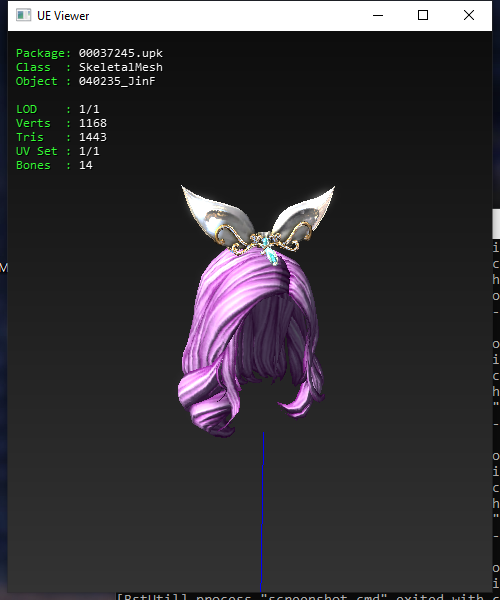 UE Viewer
Package: 00037245.upk
Class : SkeletalMesh
Object : 040235_JinF
LOD : 1/1
Verts : 1168
Tris : 1443
UV Set : 1/1
Bones : 14
M
i
c
h
o
-
o
i
c
h
"
-
o
i
c
h
"
-
o
i
[BstUtil] process "screenshot.cmd" exited with c